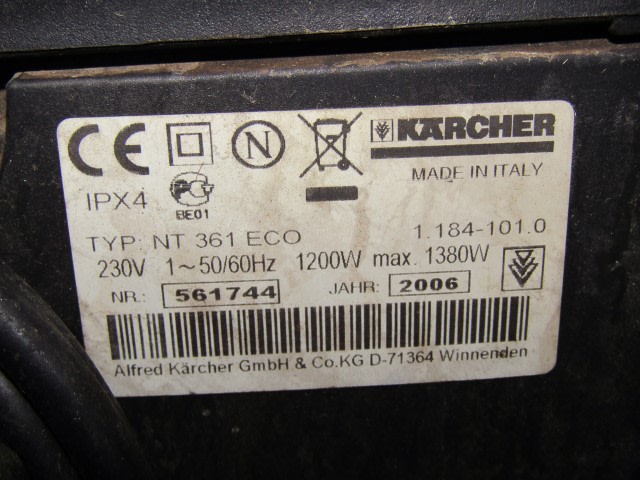 CE N KÄRCHER
MADE IN ITALY
IPX4 PG
BE01
TYP: NT 361 ECO 1.184-101.0
230V 1~50/60Hz 1200W max. 1380W
NR.: 561744 JAHR: 2006
Alfred Kärcher GmbH & Co.KG D-71364 Winnenden